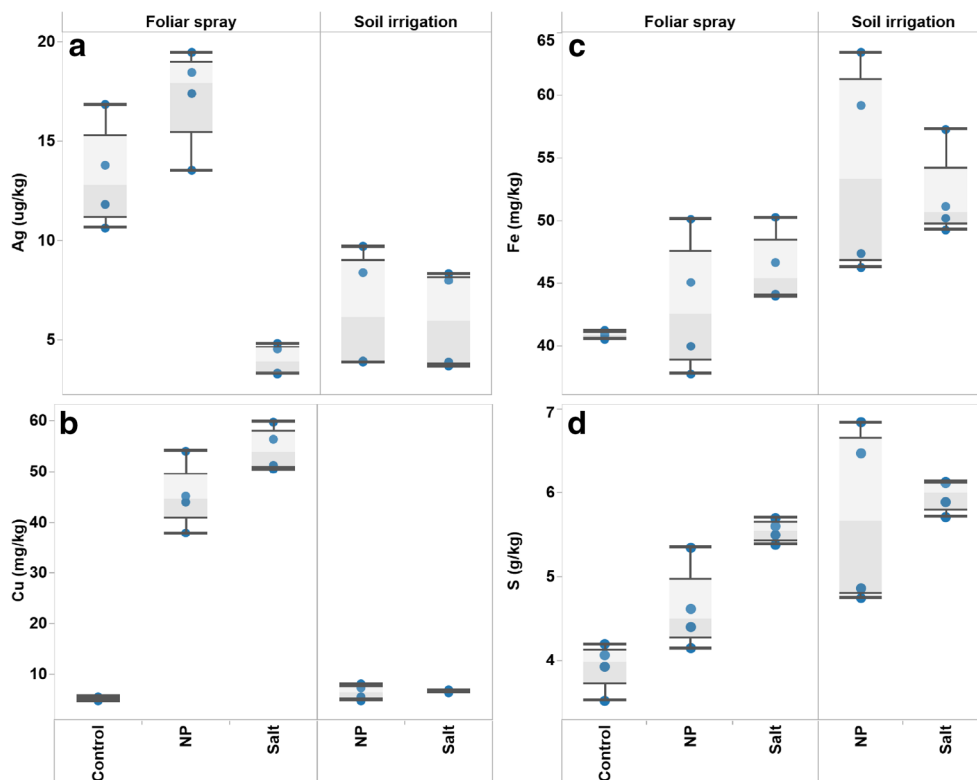 Foliar spray Soil irrigation
a
20
15
10
5
Ag (ug/kg)
Foliar spray Soil irrigation
c
65
60
55
50
45
40
Fe (mg/kg)
b
60
50
40
30
20
10
Cu (mg/kg)
Control NP Salt NP Salt
d
7
6
5
4
S (g/kg)
Control NP Salt NP Salt